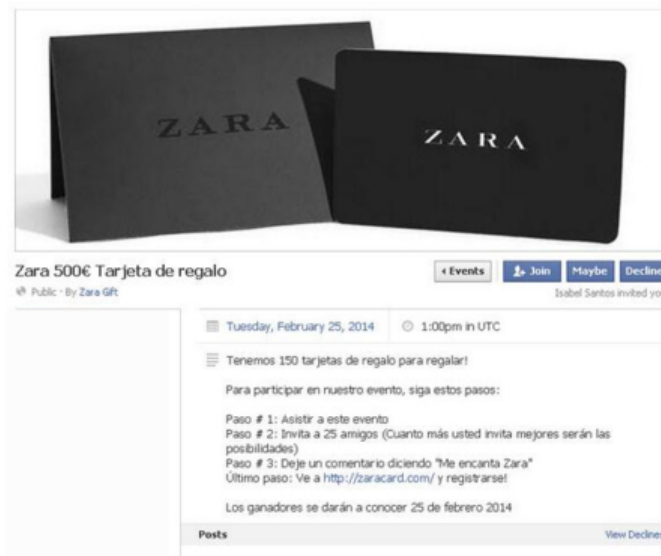 ZARA
ZARA
Zara 500€ Tarjeta de regalo
Events
Join
Maybe
Decline
Public · By Zara Gift
Isabel Santos invited yo
Tuesday, February 25, 2014
1:00pm in UTC
Tenemos 150 tarjetas de regalo para regalar!
Para participar en nuestro evento, siga estos pasos:
Paso # 1: Asistir a este evento
Paso # 2: Invita a 25 amigos (Cuanto más usted invita mejores serán las
posibilidades)
Paso # 3: Deje un comentario diciendo "Me encanta Zara"
Último paso: Ve a http://zaracard.com/ y registrarse!
Los ganadores se darán a conocer 25 de febrero 2014
Posts
View Declines